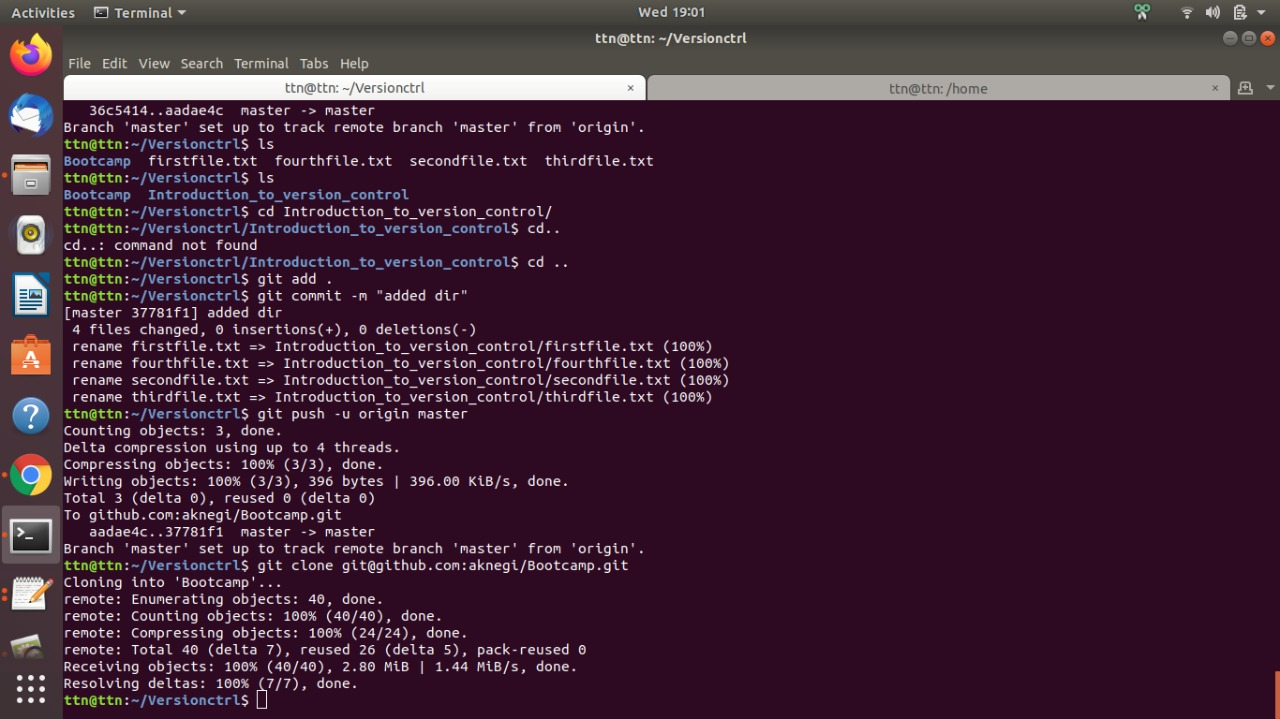 Activities Terminal Wed 19:01
ttn@ttn: ~/Versionctrl
File Edit View Search Terminal Tabs Help
ttn@ttn: ~/Versionctrl × ttn@ttn: /home ×
36c5414..aadae4c  master -> master
Branch 'master' set up to track remote branch 'master' from 'origin'.
ttn@ttn:~/Versionctrl$ ls
Bootcamp  firstfile.txt  fourthfile.txt  secondfile.txt  thirdfile.txt
ttn@ttn:~/Versionctrl$ ls
Bootcamp  Introduction_to_version_control
ttn@ttn:~/Versionctrl$ cd Introduction_to_version_control/
ttn@ttn:~/Versionctrl/Introduction_to_version_control$ cd..
cd..: command not found
ttn@ttn:~/Versionctrl/Introduction_to_version_control$ cd ..
ttn@ttn:~/Versionctrl$ git add .
ttn@ttn:~/Versionctrl$ git commit -m "added dir"
[master 37781f1] added dir
4 files changed, 0 insertions(+), 0 deletions(-)
rename firstfile.txt => Introduction_to_version_control/firstfile.txt (100%)
rename fourthfile.txt => Introduction_to_version_control/fourthfile.txt (100%)
rename secondfile.txt => Introduction_to_version_control/secondfile.txt (100%)
rename thirdfile.txt => Introduction_to_version_control/thirdfile.txt (100%)
ttn@ttn:~/Versionctrl$ git push -u origin master
Counting objects: 3, done.
Delta compression using up to 4 threads.
Compressing objects: 100% (3/3), done.
Writing objects: 100% (3/3), 396 bytes | 396.00 KiB/s, done.
Total 3 (delta 0), reused 0 (delta 0)
To github.com:aknegi/Bootcamp.git
aadae4c..37781f1  master -> master
Branch 'master' set up to track remote branch 'master' from 'origin'.
ttn@ttn:~/Versionctrl$ git clone git@github.com:aknegi/Bootcamp.git
Cloning into 'Bootcamp'...
remote: Enumerating objects: 40, done.
remote: Counting objects: 100% (40/40), done.
remote: Compressing objects: 100% (24/24), done.
remote: Total 40 (delta 7), reused 26 (delta 5), pack-reused 0
Receiving objects: 100% (40/40), 2.80 MiB | 1.44 MiB/s, done.
Resolving deltas: 100% (7/7), done.
ttn@ttn:~/Versionctrl$